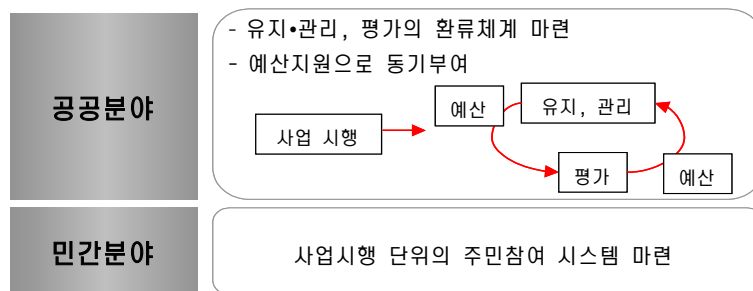 공공분야
- 유지•관리, 평가의 환류체계 마련
- 예산지원으로 동기부여
사업 시행
예산
유지, 관리
평가
예산
민간분야
사업시행 단위의 주민참여 시스템 마련